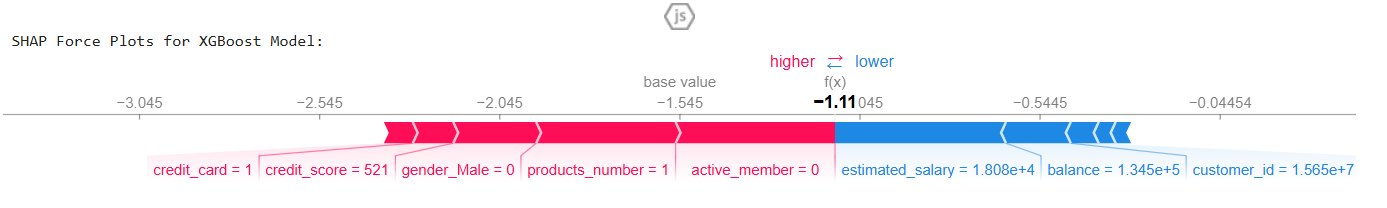 js
SHAP Force Plots for XGBoost Model:
higher ⇄ lower
base value f(x)
−3.045 −2.545 −2.045 −1.545 −1.11 045 −0.5445 −0.04454
credit_card = 1 credit_score = 521 gender_Male = 0 products_number = 1 active_member = 0 estimated_salary = 1.808e+4 balance = 1.345e+5 customer_id = 1.565e+7